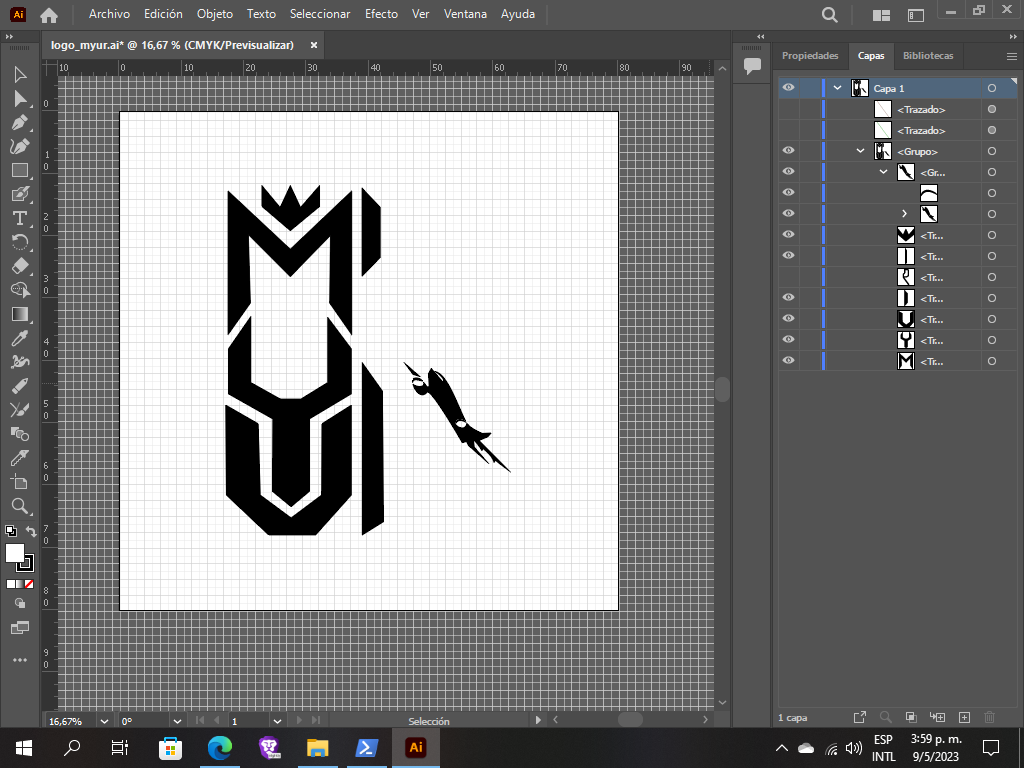 Ai
Archivo Edición Objeto Texto Seleccionar Efecto Ver Ventana Ayuda
logo_myur.ai* @ 16,67 % (CMYK/Previsualizar)
Propiedades Capas Bibliotecas
10 0 10 20 30 40 50 60 70 80 90
0
10
20
30
40
50
60
70
80
90
MYUR
Capa 1
<Trazado>
<Trazado>
<Grupo>
<Gr...
<Tr...
<Tr...
<Tr...
<Tr...
<Tr...
<Tr...
<Tr...
16,67% 0° 1 Selección
1 capa
Ai
ESP
INTL
3:59 p. m.
9/5/2023